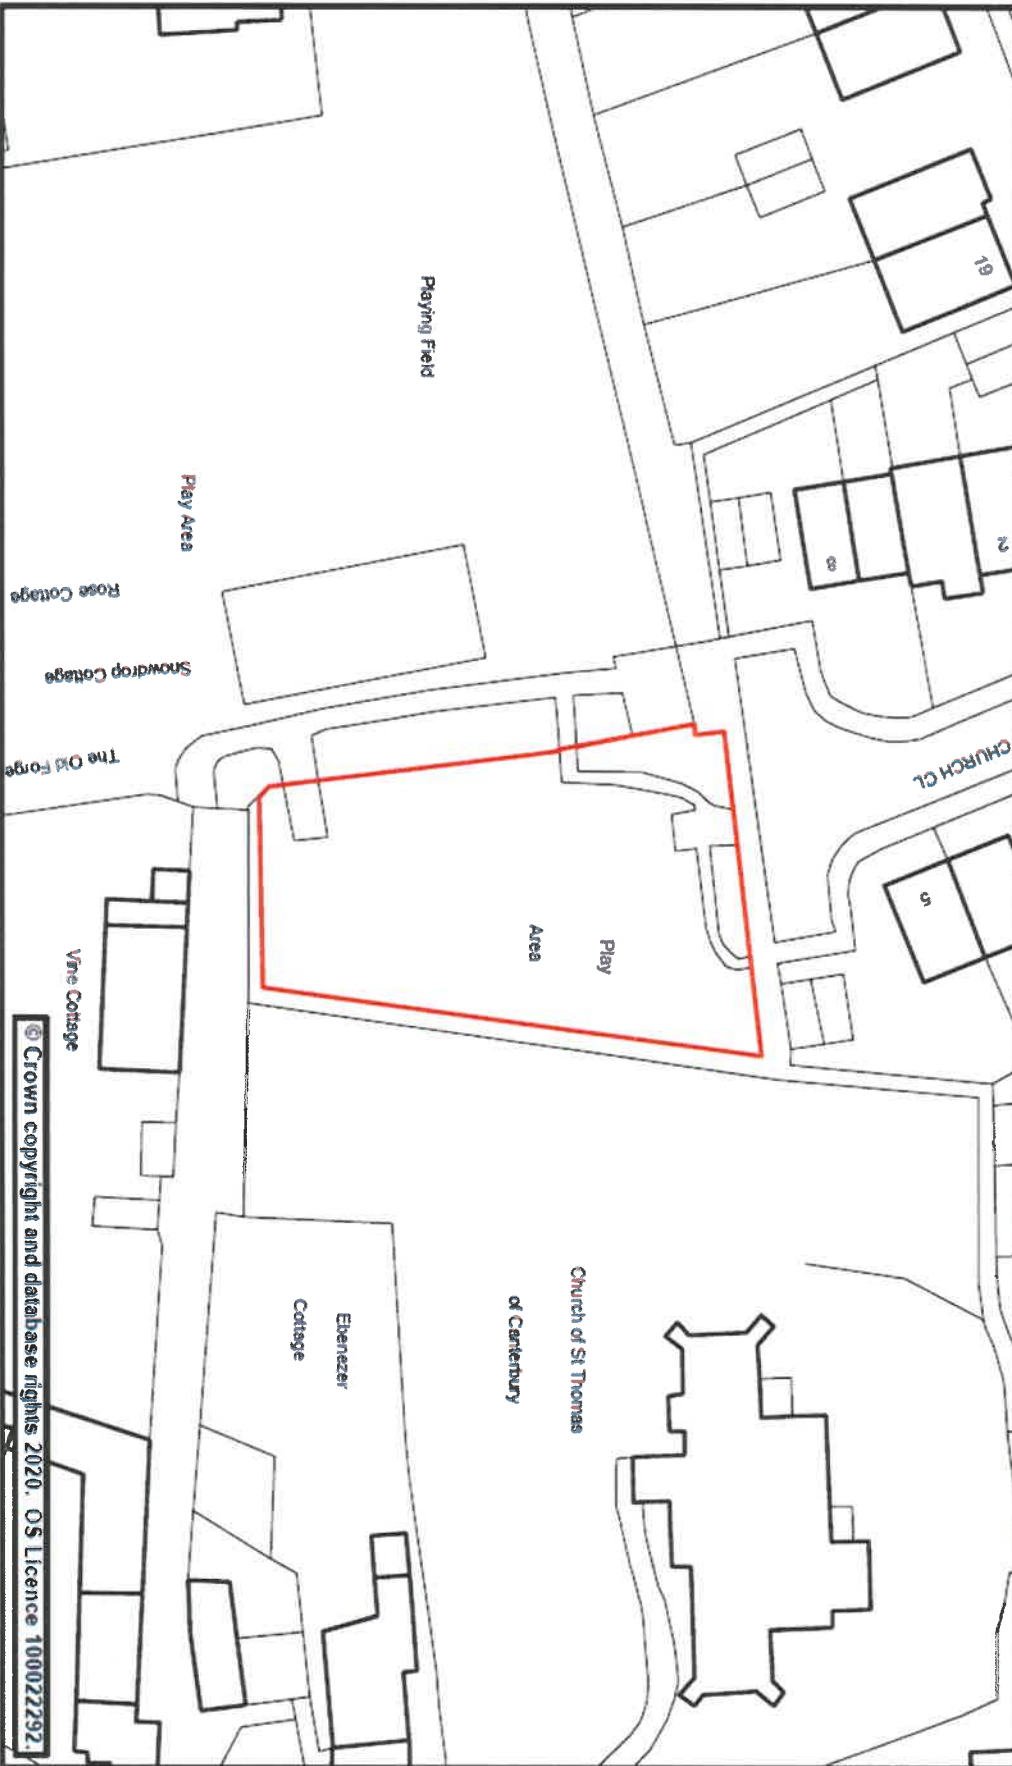 19
2
8
CHURCH CL
5
Playing Field
Play
Area
Church of St Thomas
of Canterbury
Play Area
Ebenezer
Cottage
Rose Cottage
Snowdrop Cottage
The Old Forge
Vine Cottage
© Crown copyright and database rights 2020. OS Licence 100022292.